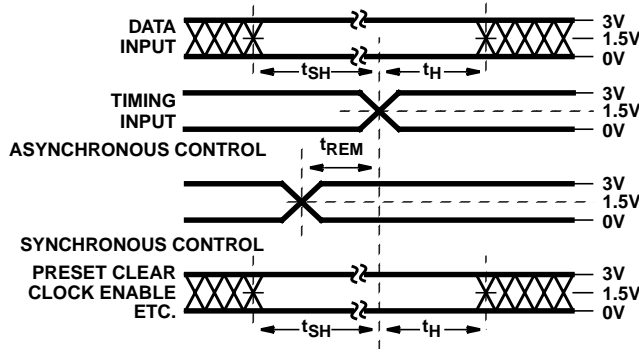 DATA
INPUT
3V
1.5V
0V
tSH
tH
TIMING
INPUT
3V
1.5V
0V
ASYNCHRONOUS CONTROL
tREM
3V
1.5V
0V
SYNCHRONOUS CONTROL
PRESET CLEAR
CLOCK ENABLE
ETC.
3V
1.5V
0V
tSH
tH